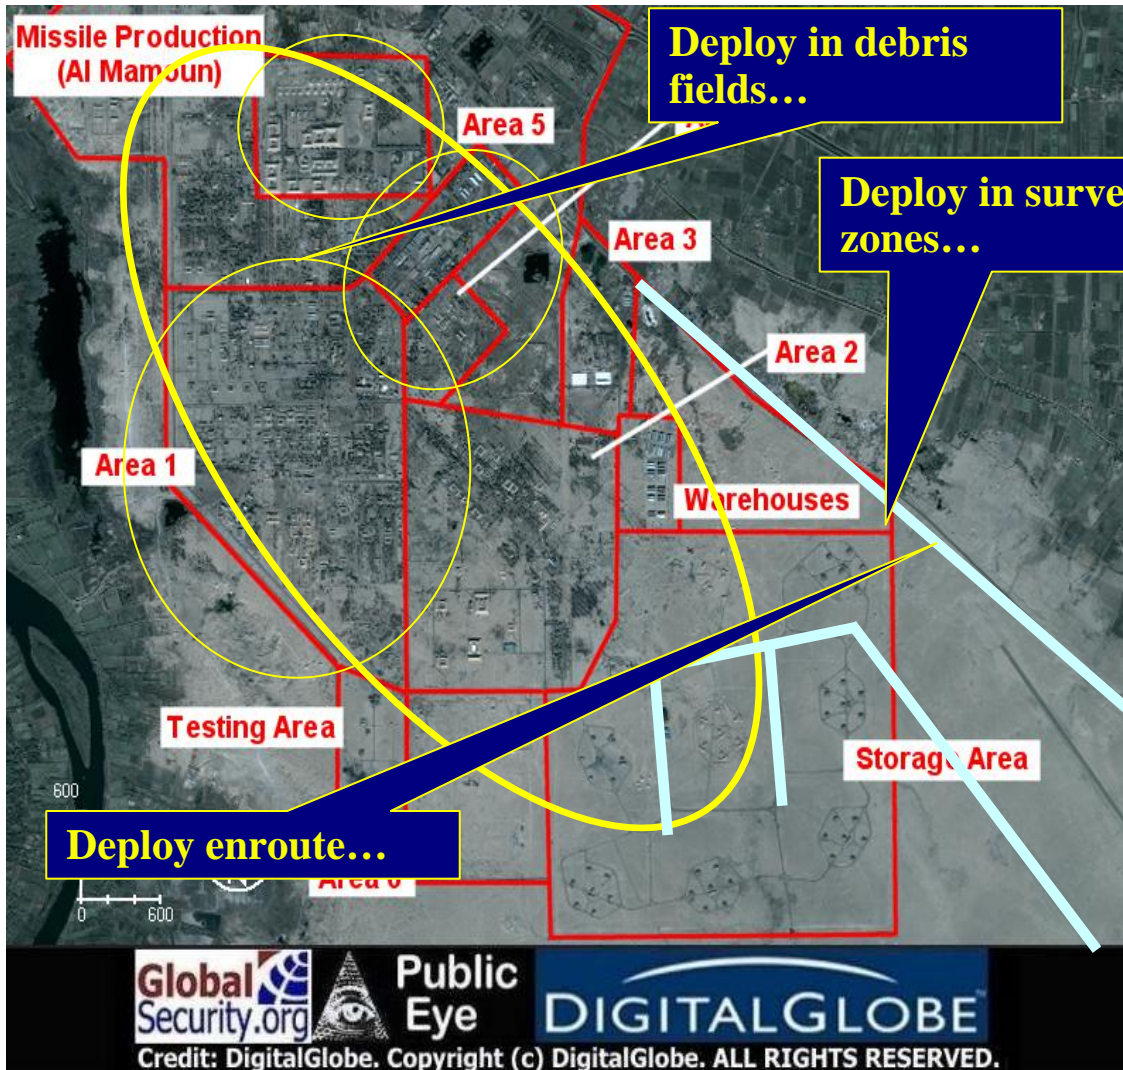 Missile Production
(Al Mamoun)
Deploy in debris
fields…
Area 5
Deploy in surve
zones…
Area 3
Area 2
Area 1
Warehouses
Testing Area
Storage Area
600
Deploy enroute…
0
600
Global
Security.org
Public
Eye
DIGITALGLOBE
Credit: DigitalGlobe. Copyright (c) DigitalGlobe. ALL RIGHTS RESERVED.